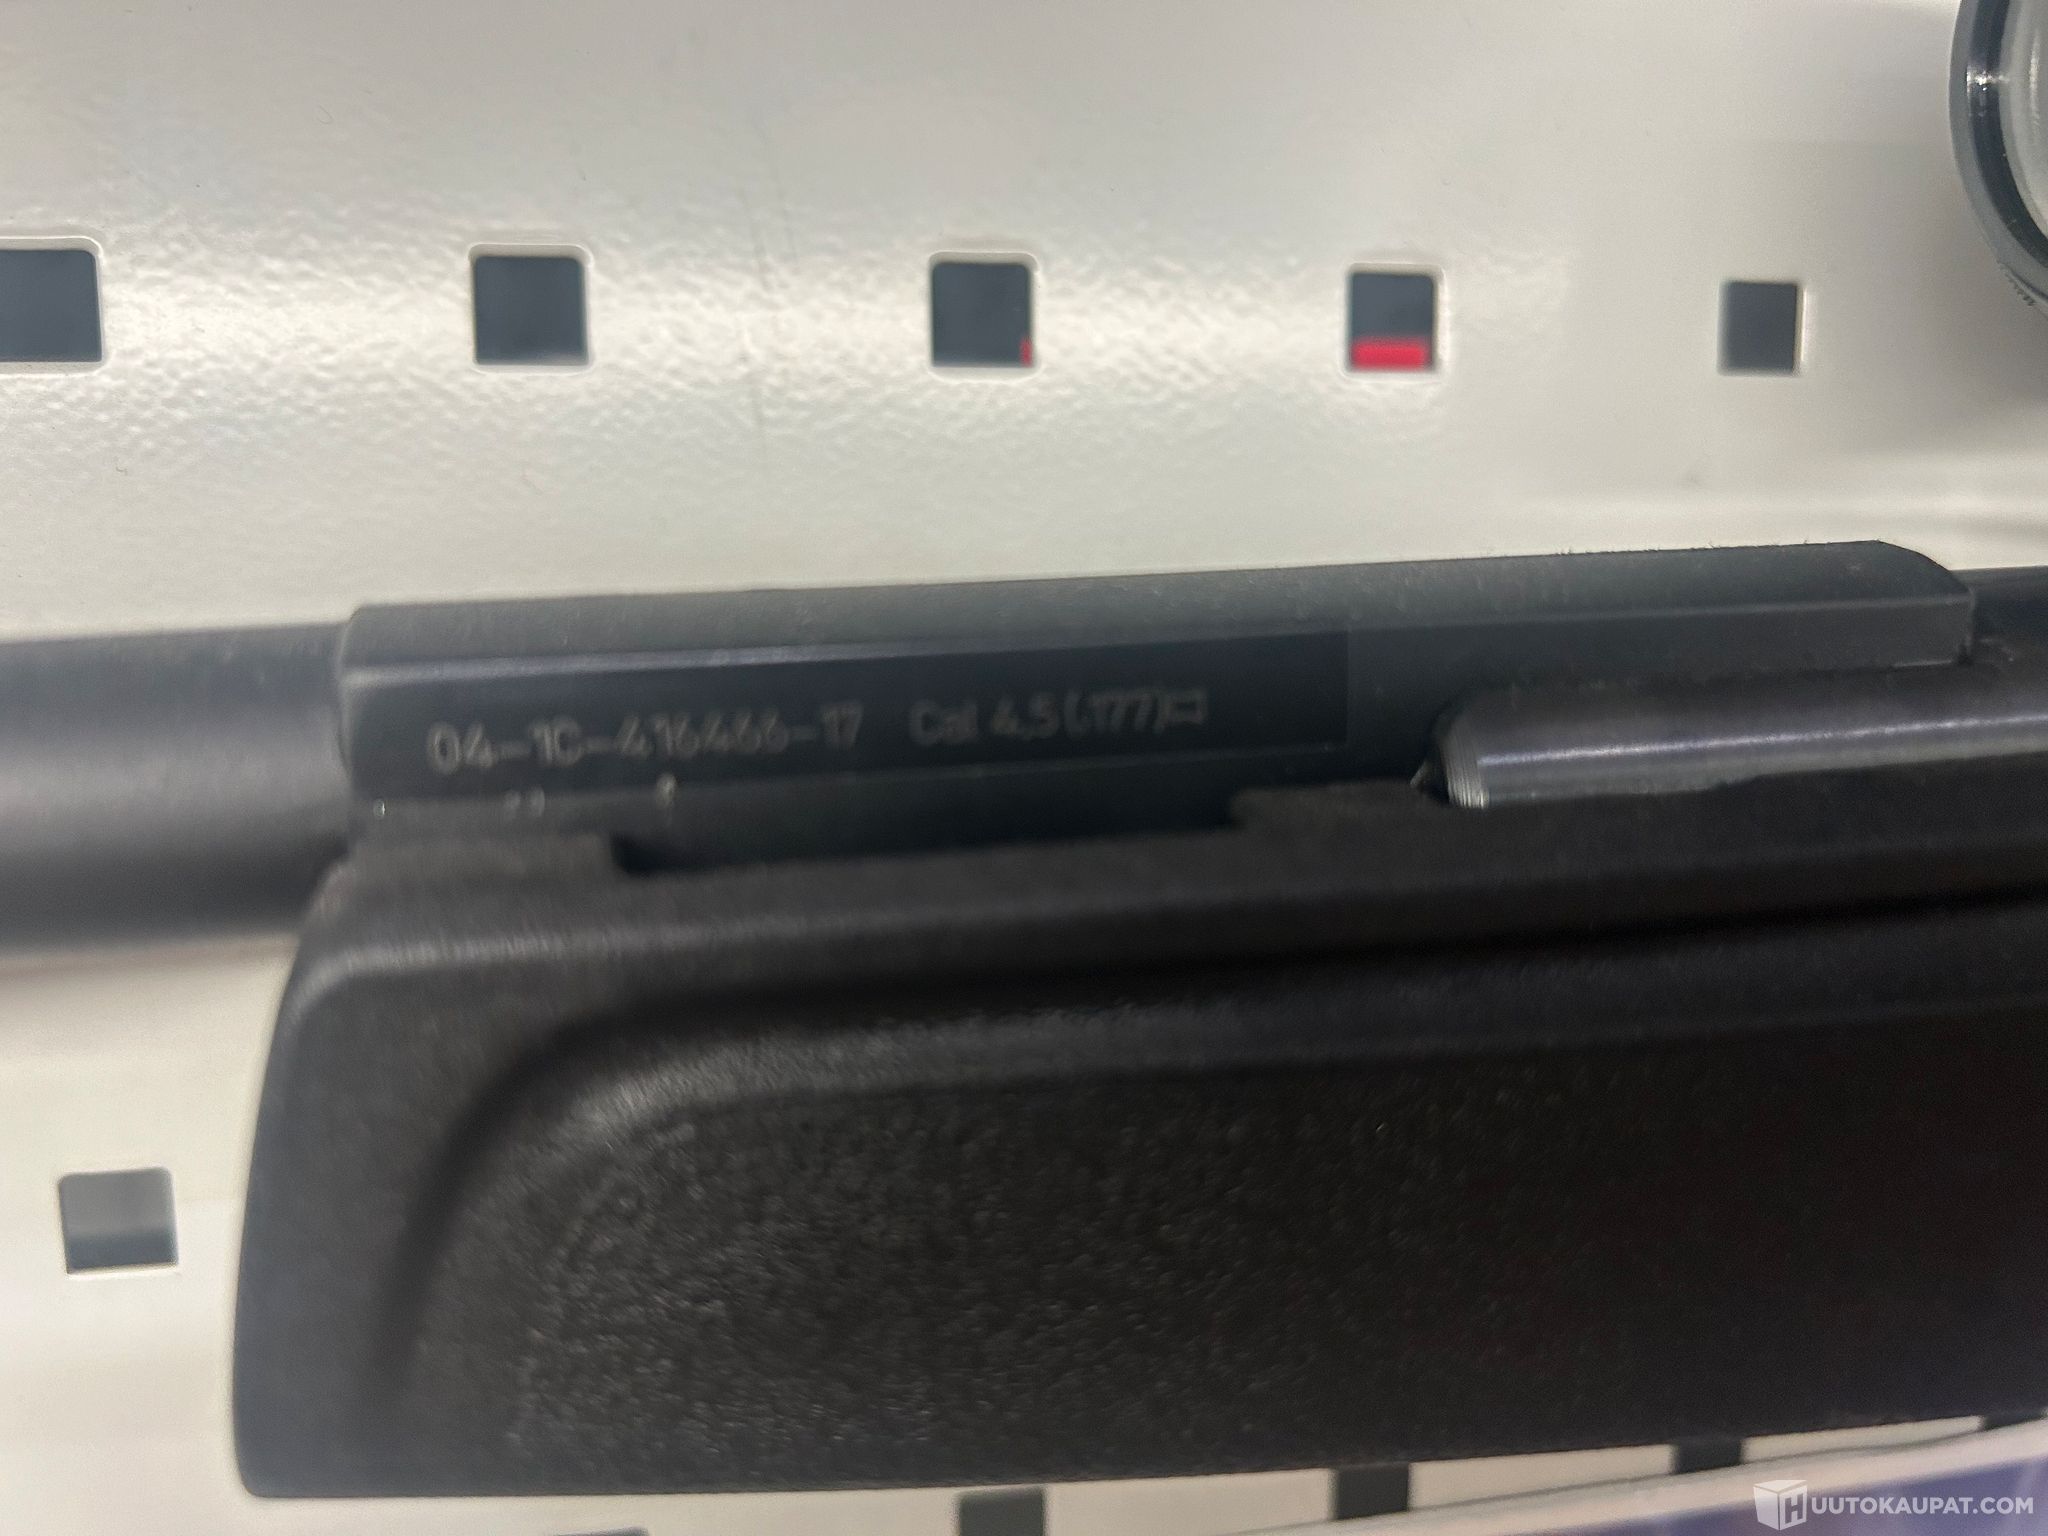 04-1C-416466-17 Cal 4,5 (.177)
HUUTOKAUPAT.COM